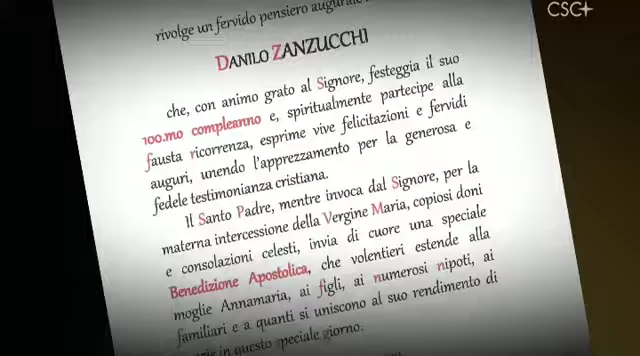 CSC+
rivolge un fervido pensiero augurale
DANILO ZANZUCCHI
che, con animo grato al Signore, festeggia il suo
100.mo compleanno e, spiritualmente partecipe alla
fausta ricorrenza, esprime vive felicitazioni e fervidi
auguri, unendo l'apprezzamento per la generosa e
fedele testimonianza cristiana.
Il Santo Padre, mentre invoca dal Signore, per la
materna intercessione della Vergine Maria, copiosi doni
e consolazioni celesti, invia di cuore una speciale
Benedizione Apostolica, che volentieri estende alla
moglie Annamaria, ai figli, ai numerosi nipoti, ai
familiari e a quanti si uniscono al suo rendimento di
in questo speciale giorno.